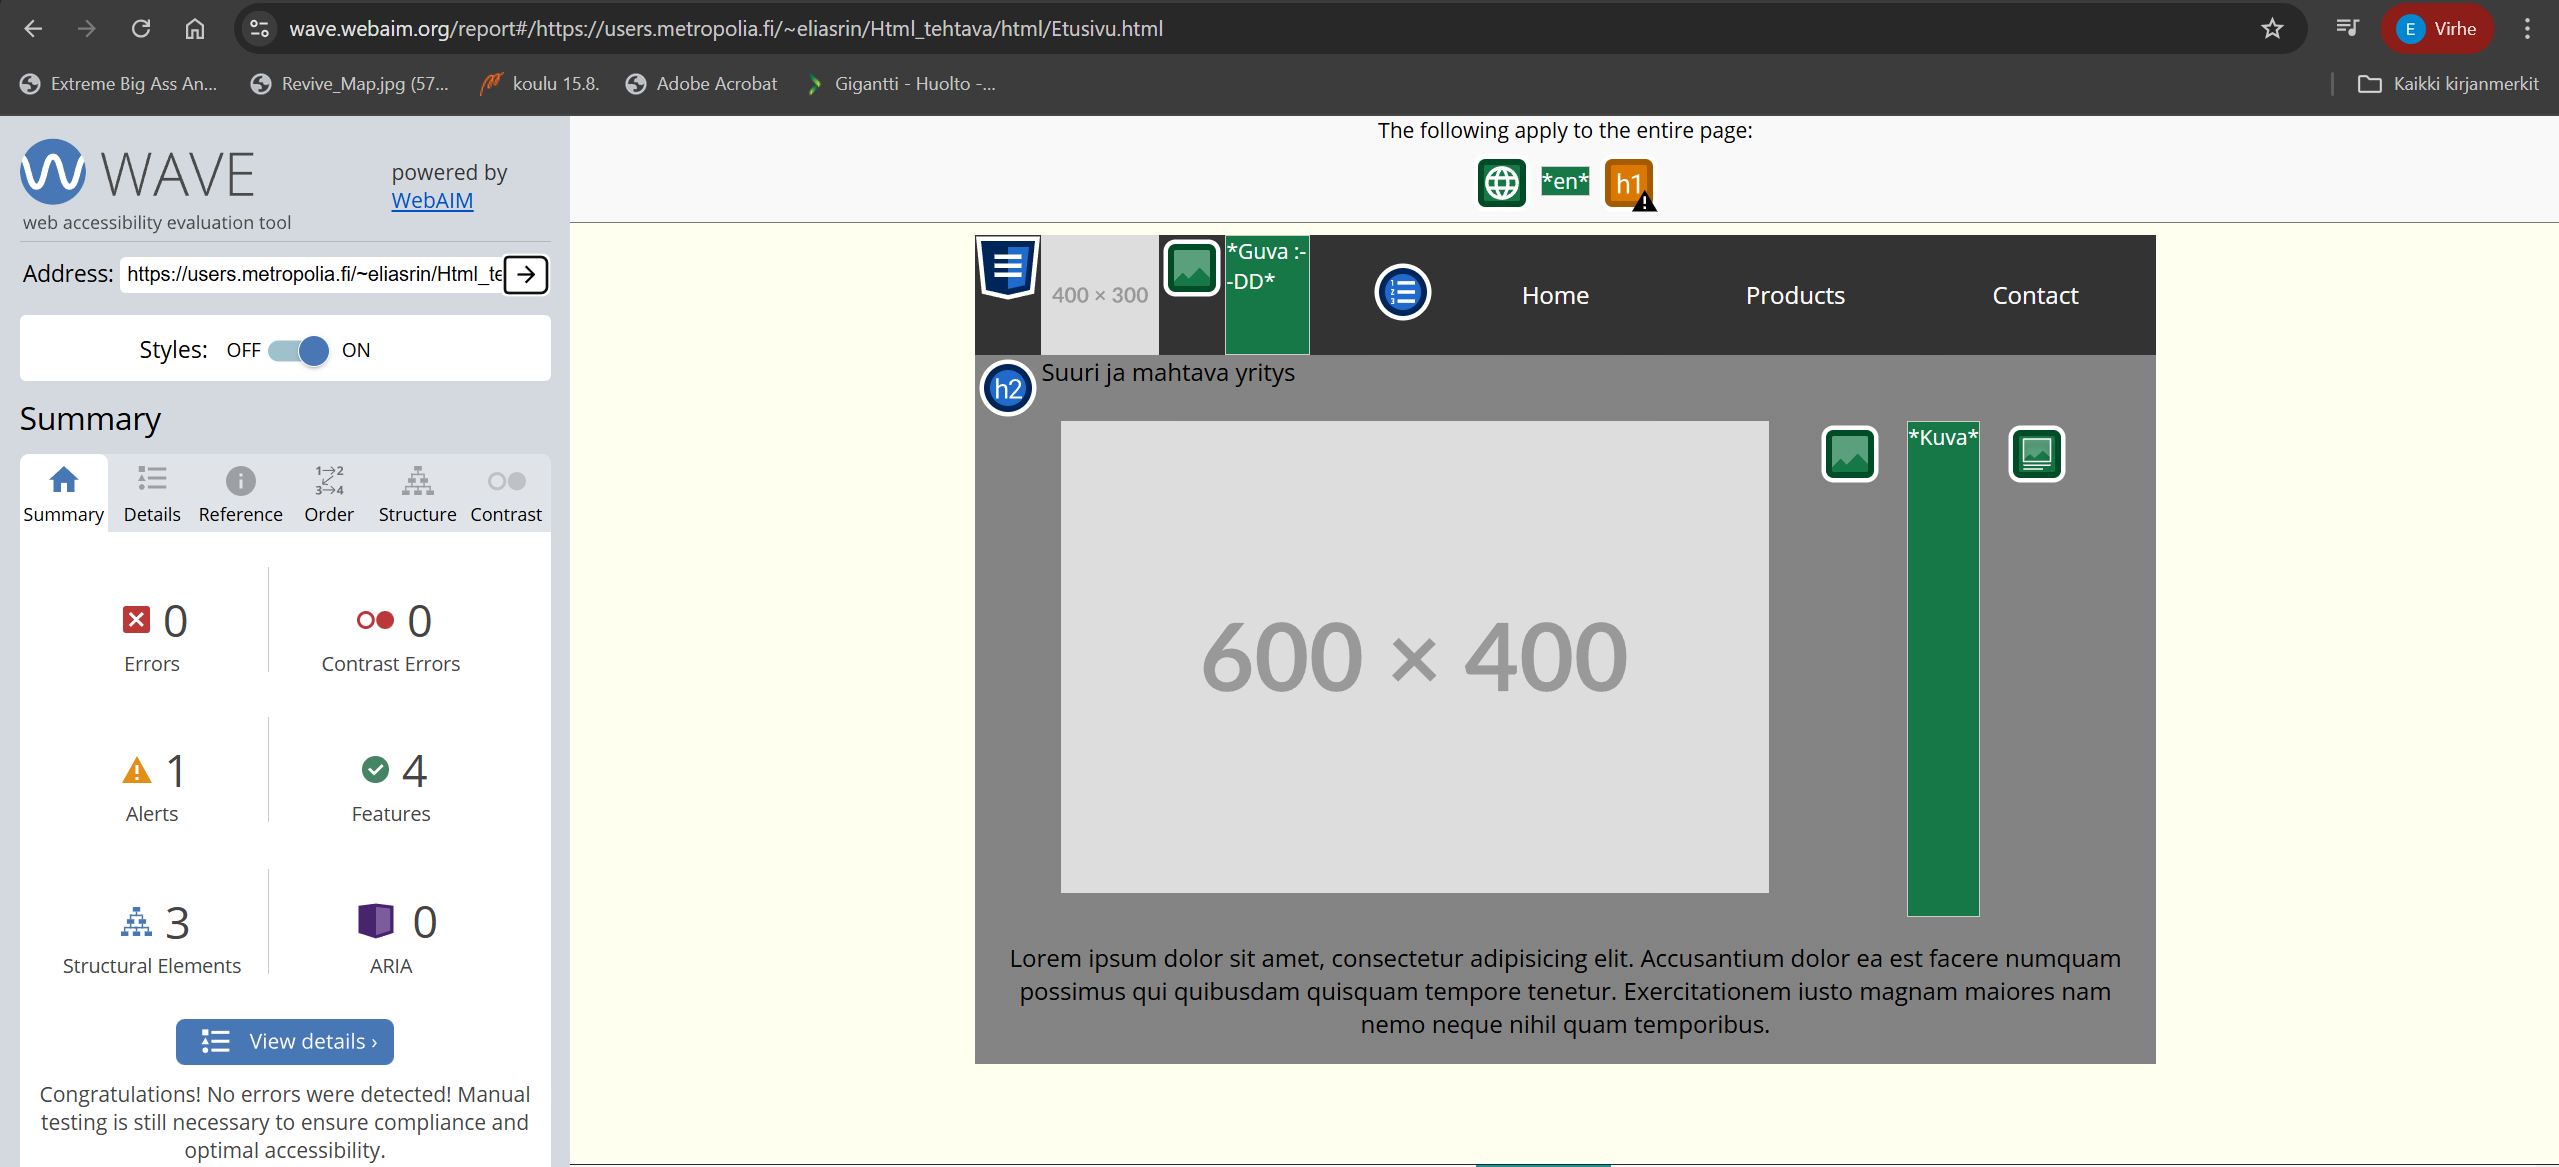 wave.webaim.org/report#/https://users.metropolia.fi/~eliasrin/Html_tehtava/html/Etusivu.html
E Virhe
Extreme Big Ass An...
Revive_Map.jpg (57...
koulu 15.8.
Adobe Acrobat
Gigantti - Huolto -...
Kaikki kirjanmerkit
WAVE
powered by
WebAIM
web accessibility evaluation tool
Address: https://users.metropolia.fi/~eliasrin/Html_te
Styles: OFF ON
Summary
Summary Details Reference Order Structure Contrast
0
Errors
0
Contrast Errors
1
Alerts
4
Features
3
Structural Elements
0
ARIA
View details ›
Congratulations! No errors were detected! Manual
testing is still necessary to ensure compliance and
optimal accessibility.
The following apply to the entire page:
*en* h1
400 × 300
*Guva :-
-DD*
Home Products Contact
h2 Suuri ja mahtava yritys
600 × 400
*Kuva*
Lorem ipsum dolor sit amet, consectetur adipisicing elit. Accusantium dolor ea est facere numquam
possimus qui quibusdam quisquam tempore tenetur. Exercitationem iusto magnam maiores nam
nemo neque nihil quam temporibus.